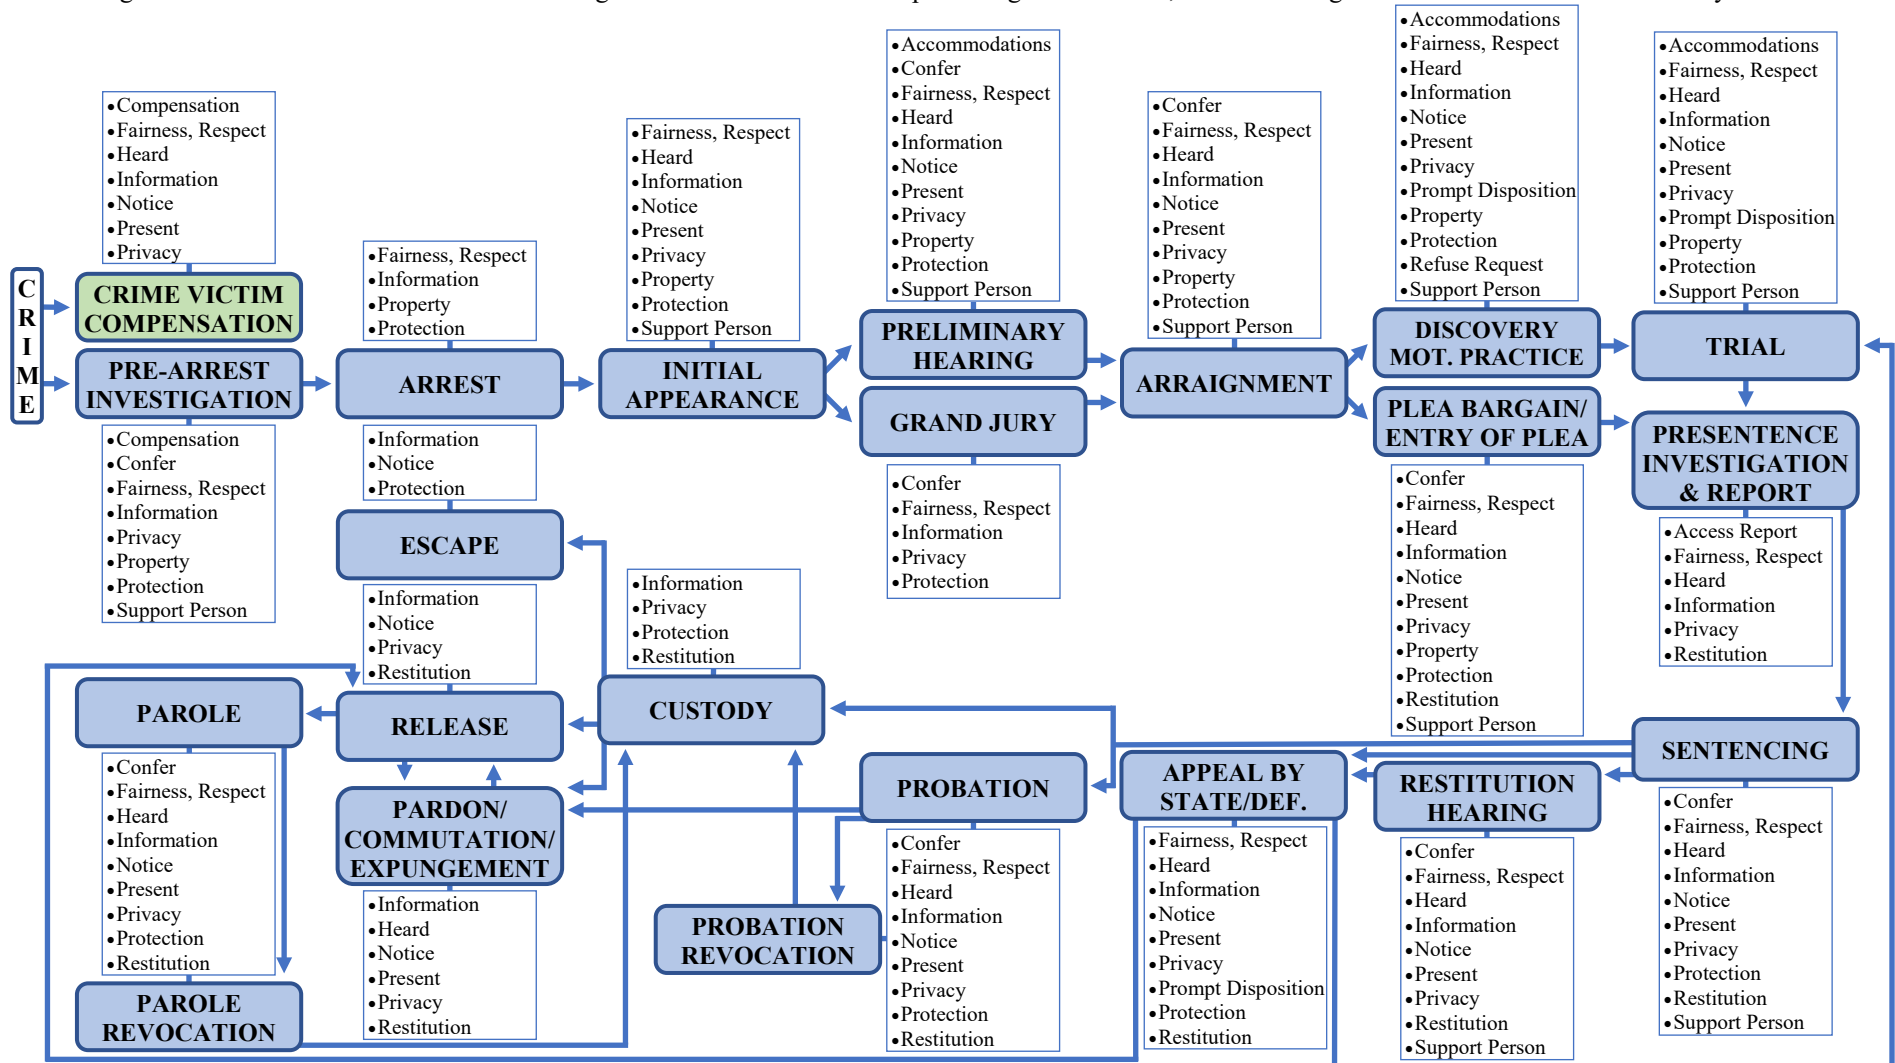 C
R
I
M
E
•Compensation
•Fairness, Respect
•Heard
•Information
•Notice
•Present
•Privacy
CRIME VICTIM
COMPENSATION
PRE-ARREST
INVESTIGATION
•Compensation
•Confer
•Fairness, Respect
•Information
•Privacy
•Property
•Protection
•Support Person
•Fairness, Respect
•Information
•Property
•Protection
ARREST
•Information
•Notice
•Protection
ESCAPE
•Fairness, Respect
•Heard
•Information
•Notice
•Present
•Privacy
•Property
•Protection
•Support Person
INITIAL
APPEARANCE
•Accommodations
•Confer
•Fairness, Respect
•Heard
•Information
•Notice
•Present
•Privacy
•Property
•Protection
•Support Person
PRELIMINARY
HEARING
GRAND JURY
•Confer
•Fairness, Respect
•Information
•Privacy
•Protection
•Confer
•Fairness, Respect
•Heard
•Information
•Notice
•Present
•Privacy
•Property
•Protection
•Support Person
ARRAIGNMENT
•Accommodations
•Fairness, Respect
•Heard
•Information
•Notice
•Present
•Privacy
•Prompt Disposition
•Property
•Protection
•Refuse Request
•Support Person
DISCOVERY
MOT. PRACTICE
PLEA BARGAIN/
ENTRY OF PLEA
•Confer
•Fairness, Respect
•Heard
•Information
•Notice
•Present
•Privacy
•Property
•Protection
•Restitution
•Support Person
•Accommodations
•Fairness, Respect
•Heard
•Information
•Notice
•Present
•Privacy
•Prompt Disposition
•Property
•Protection
•Support Person
TRIAL
PRESENTENCE
INVESTIGATION
& REPORT
•Access Report
•Fairness, Respect
•Heard
•Information
•Privacy
•Restitution
SENTENCING
•Confer
•Fairness, Respect
•Heard
•Information
•Notice
•Present
•Privacy
•Protection
•Restitution
•Support Person
RESTITUTION
HEARING
•Confer
•Fairness, Respect
•Heard
•Information
•Notice
•Present
•Privacy
•Restitution
•Support Person
APPEAL BY
STATE/DEF.
•Fairness, Respect
•Heard
•Information
•Notice
•Present
•Privacy
•Prompt Disposition
•Protection
•Restitution
PROBATION
•Confer
•Fairness, Respect
•Heard
•Information
•Notice
•Present
•Privacy
•Protection
•Restitution
PROBATION
REVOCATION
•Information
•Privacy
•Protection
•Restitution
CUSTODY
•Information
•Notice
•Privacy
•Restitution
RELEASE
PARDON/
COMMUTATION/
EXPUNGEMENT
•Information
•Heard
•Notice
•Present
•Privacy
•Restitution
PAROLE
•Confer
•Fairness, Respect
•Heard
•Information
•Notice
•Present
•Privacy
•Protection
•Restitution
PAROLE
REVOCATION